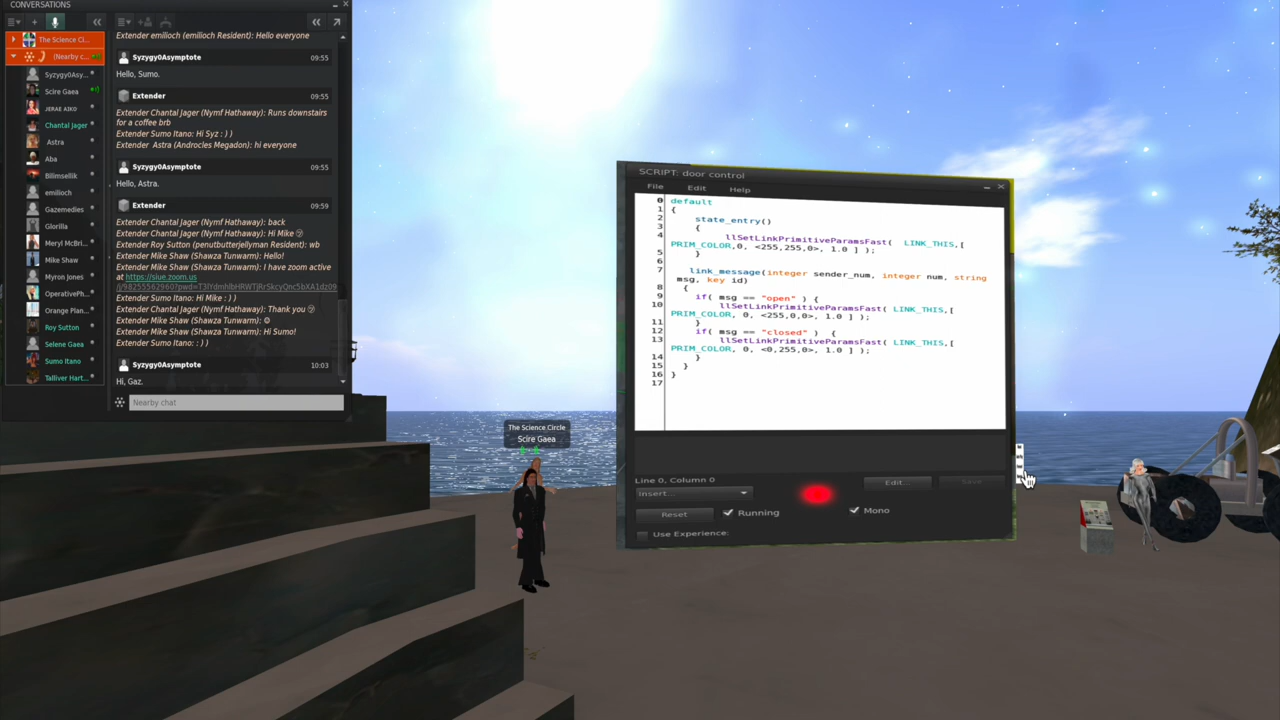 CONVERSATIONS
The Science Ci...
(Nearby c...
Syzygy0Asy...
Scire Gaea
JERAE AIKO
Chantal Jager
Astra
Aba
Bilimsellik
emilioch
Gazemedies
Glorilla
Meryl McBri...
Mike Shaw
Myron Jones
OperativePh...
Orange Plan...
Roy Sutton
Selene Gaea
Sumo Itano
Talliver Hart...
Extender emilioch (emilioch Resident): Hello everyone
Syzygy0Asymptote 09:55
Hello, Sumo.
Extender 09:55
Extender Chantal Jager (Nymf Hathaway): Runs downstairs
for a coffee brb
Extender Sumo Itano: Hi Syz : ) )
Extender Astra (Androcles Megadon): hi everyone
Syzygy0Asymptote 09:55
Hello, Astra.
Extender 09:59
Extender Chantal Jager (Nymf Hathaway): back
Extender Chantal Jager (Nymf Hathaway): Hi Mike
Extender Roy Sutton (penutbutterjellyman Resident): wb
Extender Mike Shaw (Shawza Tunwarm): Hello!
Extender Mike Shaw (Shawza Tunwarm): I have zoom active
at https://siue.zoom.us
Extender Sumo Itano: Hi Mike : ) )
Extender Chantal Jager (Nymf Hathaway): Thank you
Extender Mike Shaw (Shawza Tunwarm):
Extender Mike Shaw (Shawza Tunwarm): Hi Sumo!
Extender Sumo Itano: : ) )
Syzygy0Asymptote 10:03
Hi, Gaz.
Nearby chat
The Science Circle
Scire Gaea
SCRIPT: door control
File Edit Help
0 default
1 {
2 state_entry()
3 {
4 llSetLinkPrimitiveParamsFast( LINK_THIS,[
PRIM_COLOR,0, <255,255,0>, 1.0 ] );
5 }
6
7 link_message(integer sender_num, integer num, string
msg, key id)
8 {
9 if( msg == "open" ) {
10 llSetLinkPrimitiveParamsFast( LINK_THIS,[
PRIM_COLOR, 0, <255,0,0>, 1.0 ] );
11 }
12 if( msg == "closed" ) {
13 llSetLinkPrimitiveParamsFast( LINK_THIS,[
PRIM_COLOR, 0, <0,255,0>, 1.0 ] );
14 }
15 }
16 }
17
Line 0, Column 0
Insert... Edit... Save
Reset Running Mono
Use Experience: